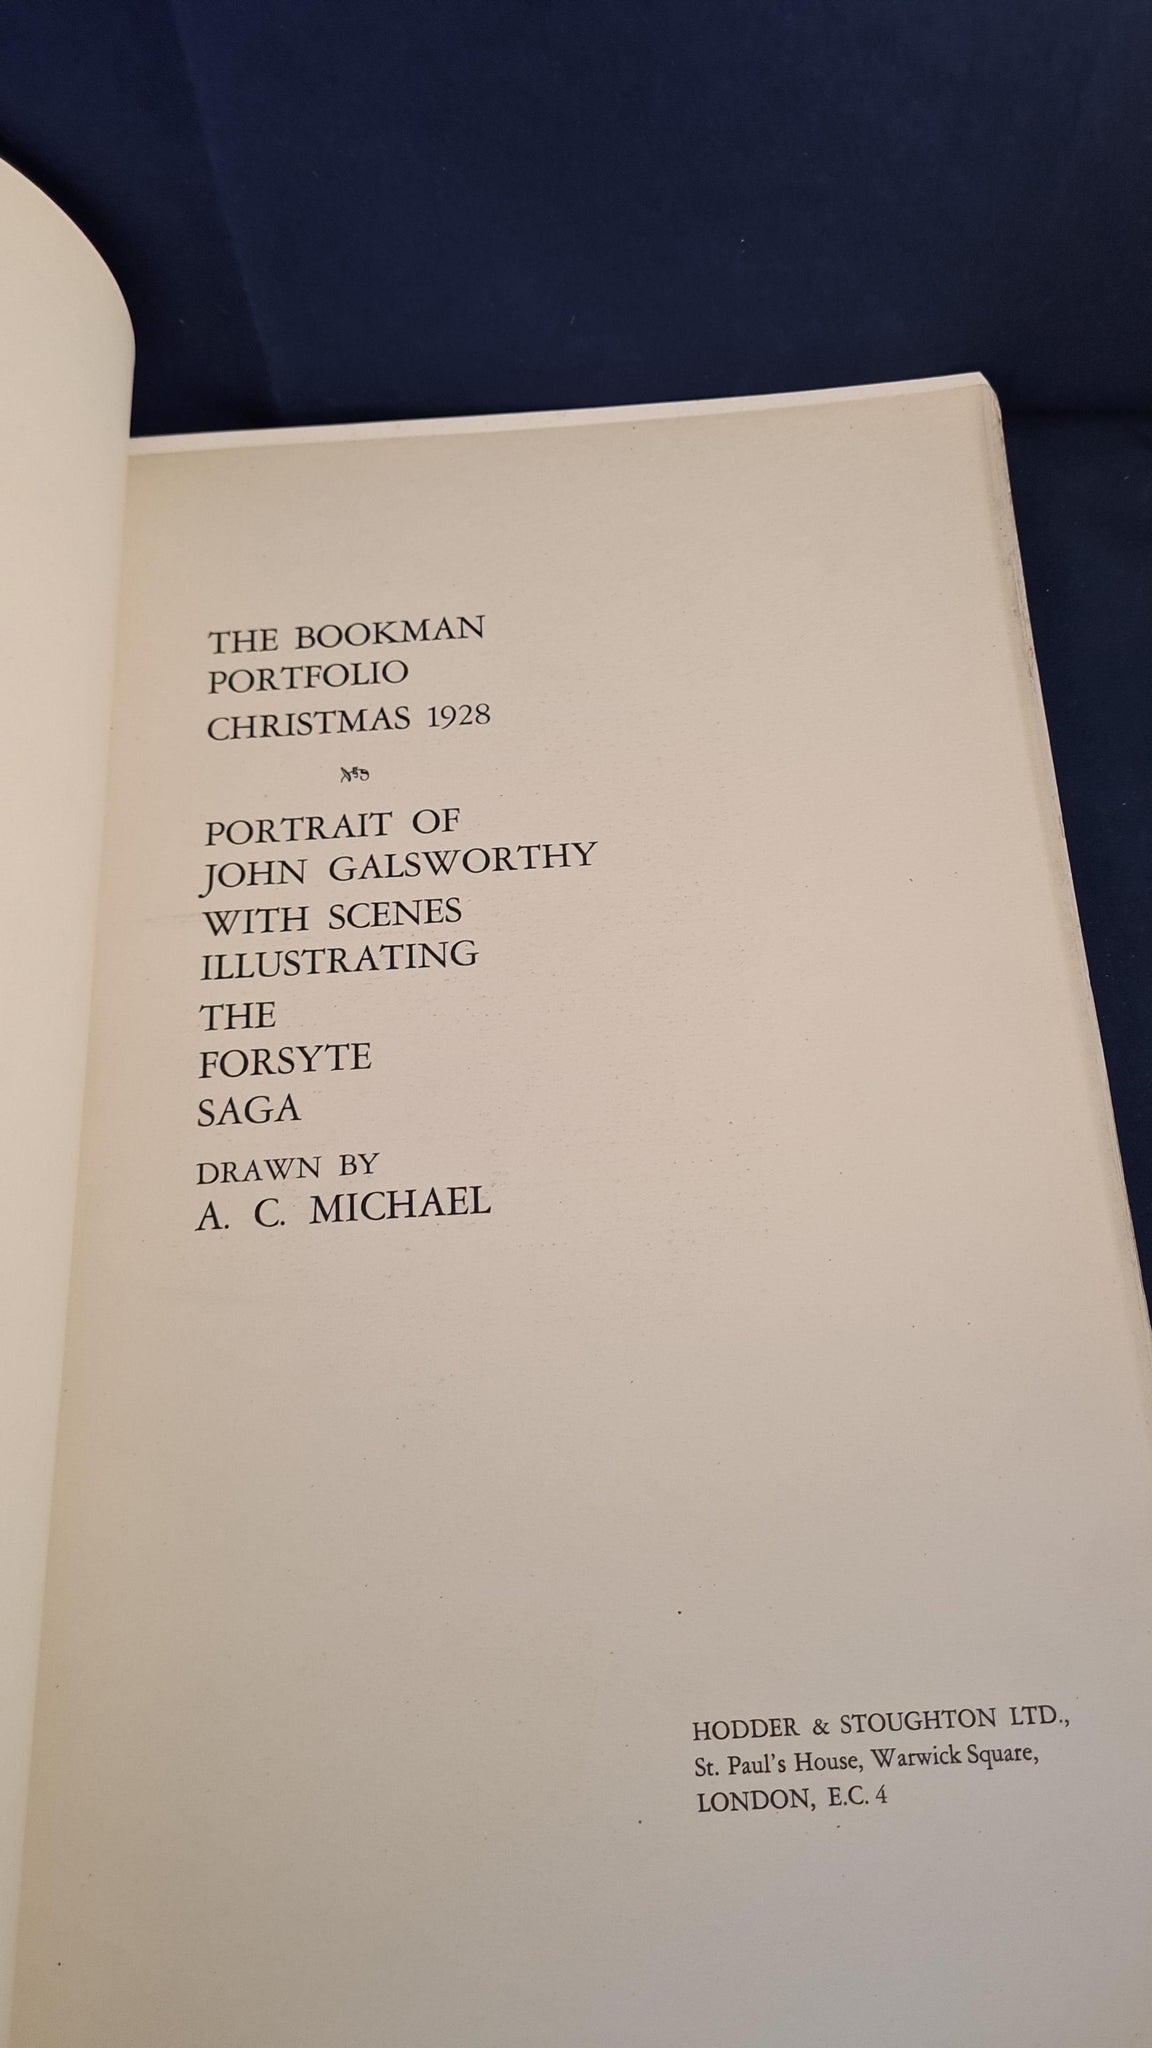 THE BOOKMAN
PORTFOLIO
CHRISTMAS 1928
PORTRAIT OF
JOHN GALSWORTHY
WITH SCENES
ILLUSTRATING
THE
FORSYTE
SAGA
DRAWN BY
A. C. MICHAEL
HODDER & STOUGHTON LTD.,
St. Paul's House, Warwick Square,
LONDON, E.C. 4